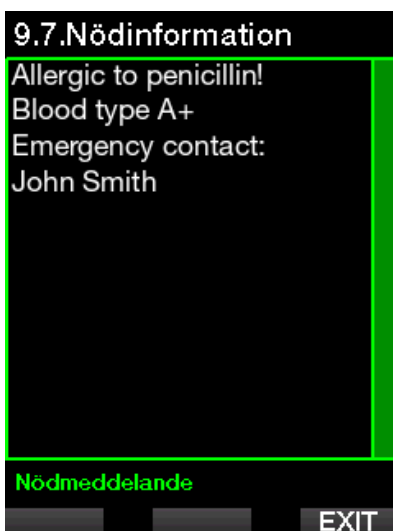 9.7.Nödinformation
Allergic to penicillin!
Blood type A+
Emergency contact:
John Smith
Nödmeddelande
EXIT